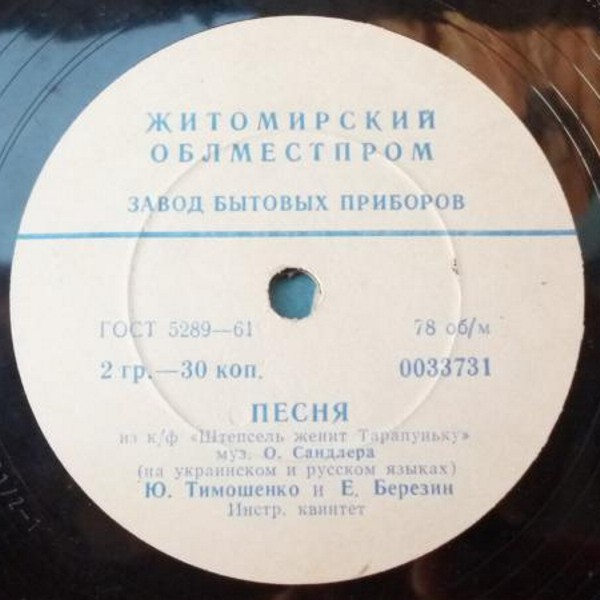 ЖИТОМИРСКИЙ
ОБЛМЕСТПРОМ
ЗАВОД БЫТОВЫХ ПРИБОРОВ
ГОСТ 5289—61 78 об/м
2 гр.—30 коп. 0033731
ПЕСНЯ
из к/ф «Штепсель женит Тарапуньку»
муз. О. Сандлера
(на украинском и русском языках)
Ю. Тимошенко и Е. Березин
Инстр. квинтет